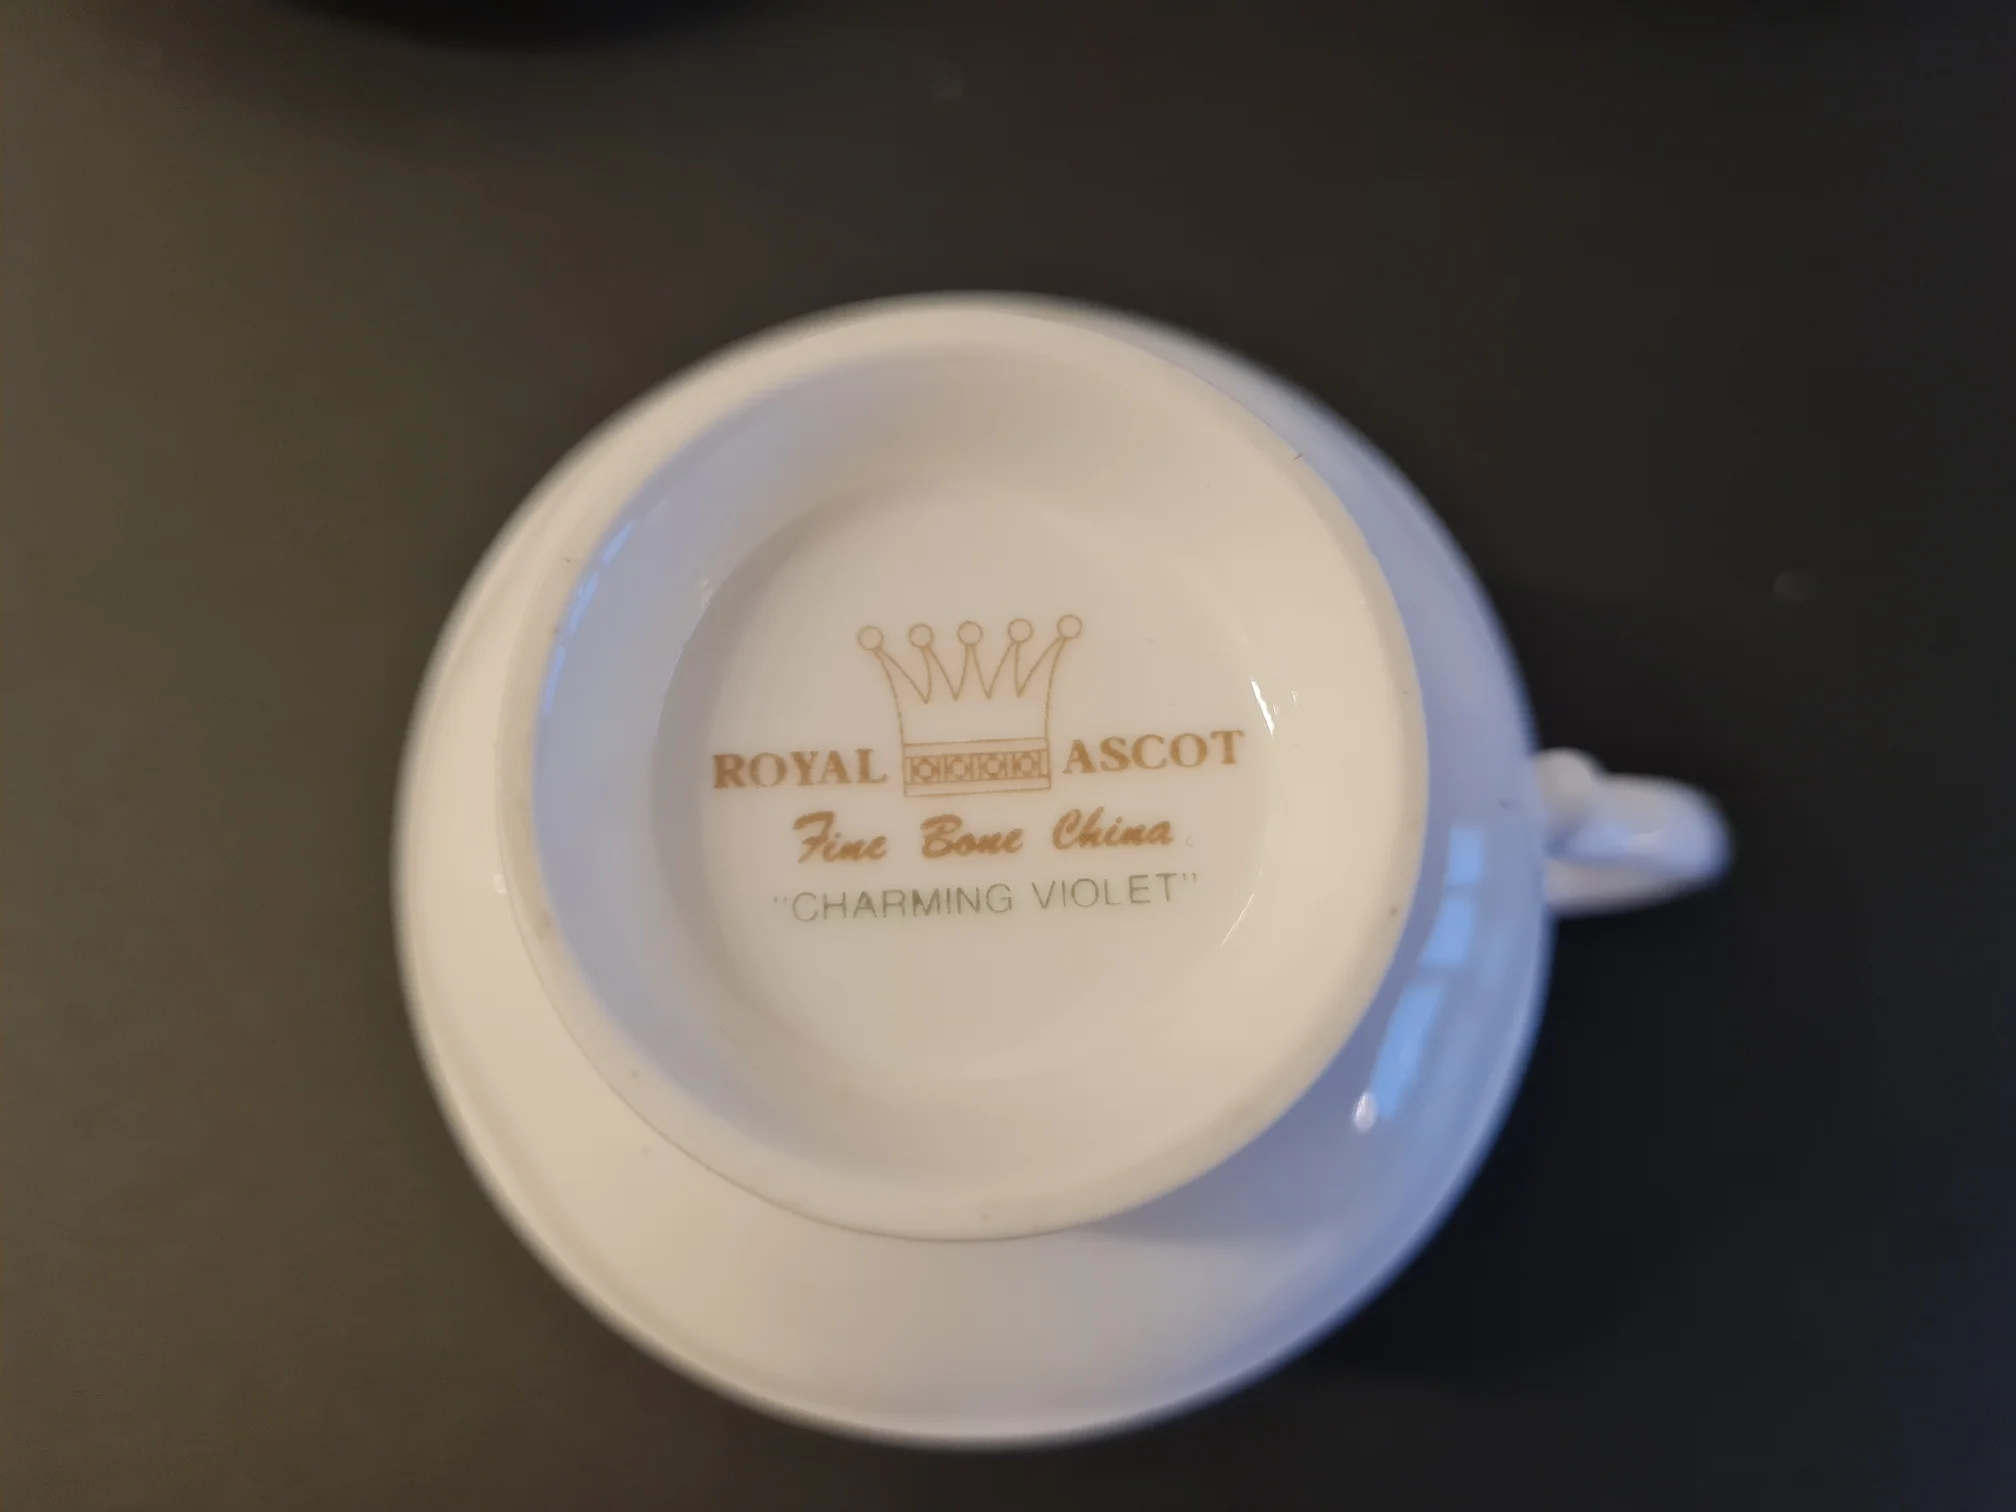 ROYAL ASCOT
Fine Bone China
"CHARMING VIOLET"